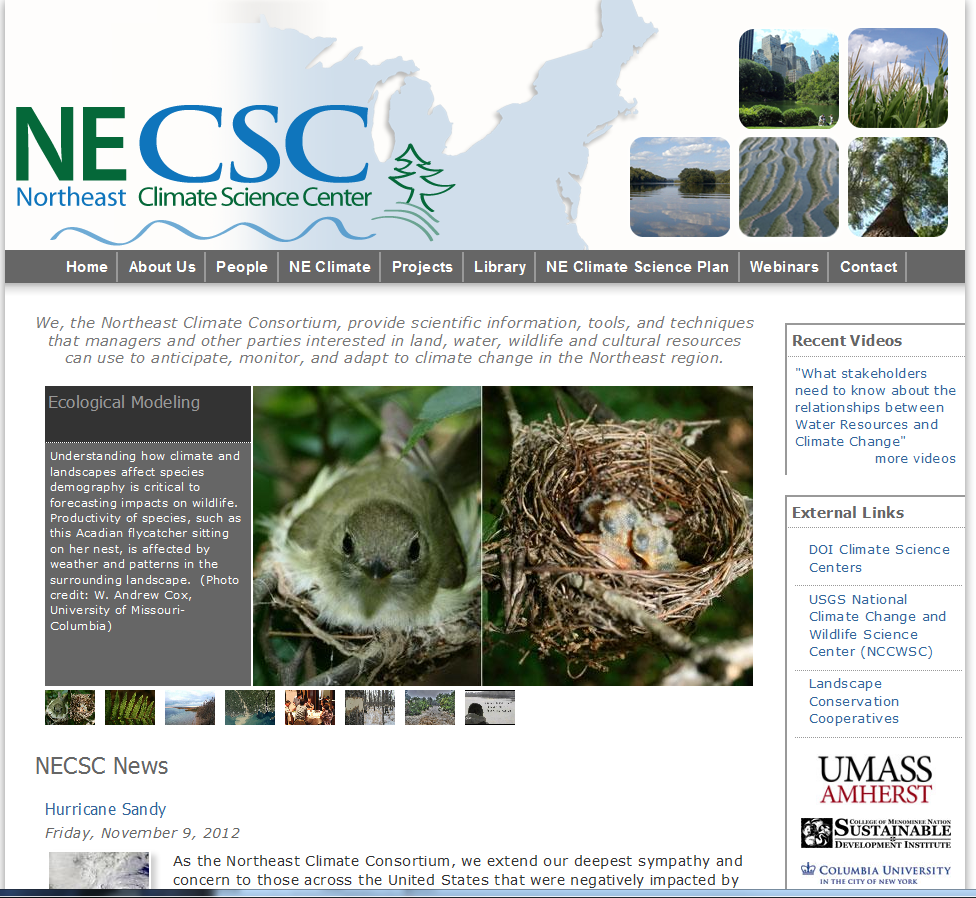 NECSC
Northeast Climate Science Center
Home About Us People NE Climate Projects Library NE Climate Science Plan Webinars Contact
We, the Northeast Climate Consortium, provide scientific information, tools, and techniques
that managers and other parties interested in land, water, wildlife and cultural resources
can use to anticipate, monitor, and adapt to climate change in the Northeast region.
Ecological Modeling
Understanding how climate and
landscapes affect species
demography is critical to
forecasting impacts on wildlife.
Productivity of species, such as
this Acadian flycatcher sitting
on her nest, is affected by
weather and patterns in the
surrounding landscape.  (Photo
credit: W. Andrew Cox,
University of Missouri-
Columbia)
NECSC News
Hurricane Sandy
Friday, November 9, 2012
As the Northeast Climate Consortium, we extend our deepest sympathy and
concern to those across the United States that were negatively impacted by
Recent Videos
"What stakeholders
need to know about the
relationships between
Water Resources and
Climate Change"
more videos
External Links
DOI Climate Science
Centers
USGS National
Climate Change and
Wildlife Science
Center (NCCWSC)
Landscape
Conservation
Cooperatives
UMASS
AMHERST
COLLEGE OF MENOMINEE NATION
SUSTAINABLE
DEVELOPMENT INSTITUTE
COLUMBIA UNIVERSITY
IN THE CITY OF NEW YORK